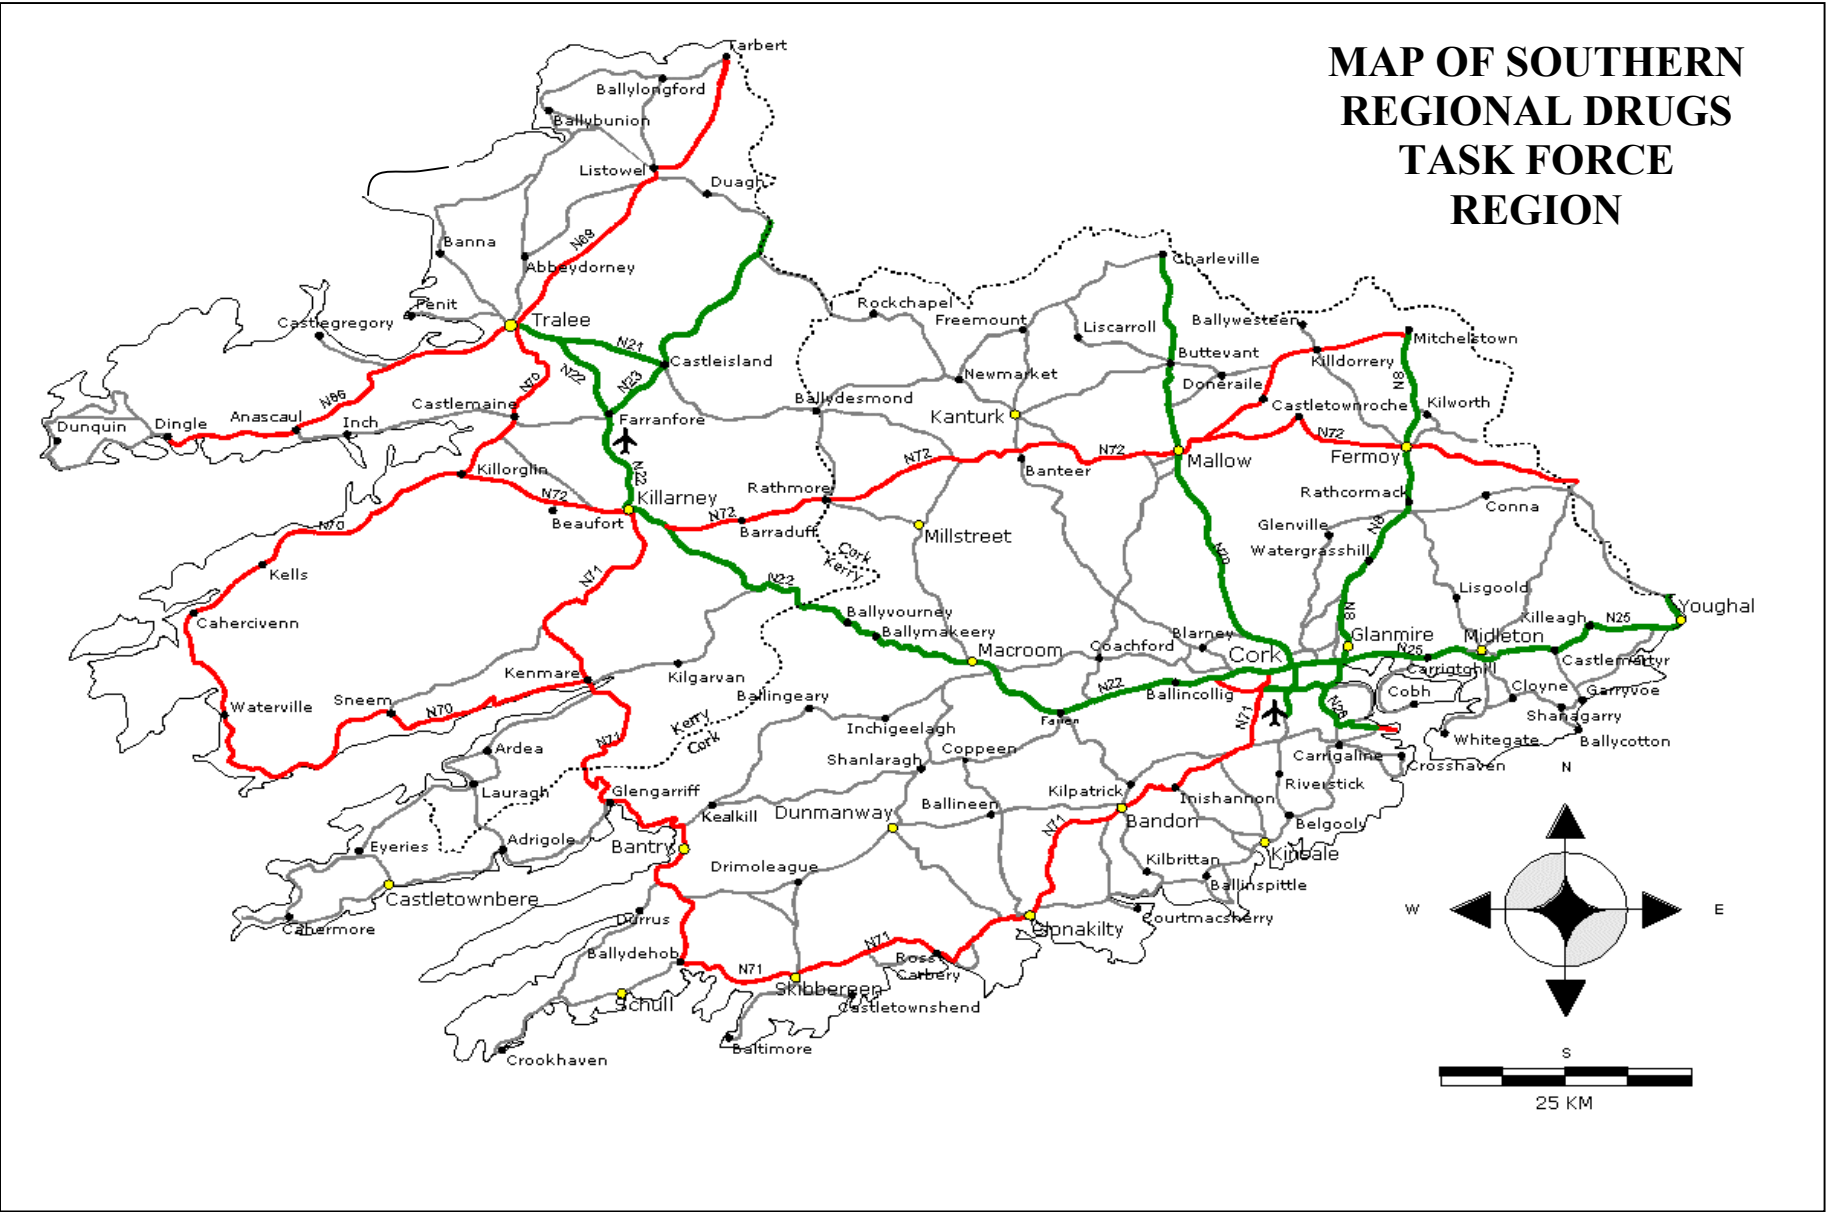 MAP OF SOUTHERN
REGIONAL DRUGS
TASK FORCE
REGION
Tarbert
Ballylongford
Ballybunion
Listowel
Duagh
Banna
N69
Abbeydorney
Fenit
Castlegregory
Tralee
N21
N22
N23
Castleisland
N70
N86
Castlemaine
Farranfore
Anascaul
Inch
Dingle
Dunquin
Killorglin
N22
N72
Killarney
Beaufort
N70
Kells
Cahercivenn
Waterville
Sneem
N70
Kenmare
N71
Kilgarvan
N72
Barraduff
Rathmore
N72
Cork
Kerry
N22
Rockchapel
Freemount
Newmarket
Ballydesmond
Kanturk
Banteer
N72
Millstreet
Charleville
Liscarroll
Buttevant
Ballywesteen
Doneraile
Killdorrery
Mitchelstown
N8
Castletownroche
Kilworth
N72
Mallow
Fermoy
Rathcormack
Conna
Glenville
Watergrasshill
N8
N20
Lisgoold
Killeagh
N25
Youghal
N8
Glanmire
Midleton
Castlemartyr
N25
Carrigtohill
Cork
Blarney
Coachford
Macroom
Ballyvourney
Ballymakeery
N22
Ballincollig
N71
N28
Cobh
Cloyne
Garryvoe
Shanagarry
Ballycotton
Whitegate
Carrigaline
Crosshaven
Riverstick
Belgooly
Ballingeary
Inchigeelagh
Coppeen
Shanlaragh
Kerry
Cork
N71
Ardea
Lauragh
Glengarriff
Kealkill
Dunmanway
Ballineen
Kilpatrick
Inishannon
Bandon
N71
Kinsale
Kilbrittan
Ballinspittle
Courtmacsherry
Clonakilty
Adrigole
Eyeries
Castletownbere
Cahermore
Bantry
Drimoleague
Durrus
Ballydehob
N71
N71
Ross
Carbery
Skibbereen
Castletownshend
Schull
Baltimore
Crookhaven
N
W
E
S
25 KM